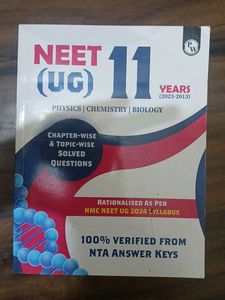 PW
NEET
(UG)
11
YEARS
(2023-2013)
PHYSICS | CHEMISTRY | BIOLOGY
CHAPTER-WISE
& TOPIC-WISE
SOLVED
QUESTIONS
RATIONALISED AS PER
NMC NEET UG 2024 SYLLABUS
100% VERIFIED FROM
NTA ANSWER KEYS